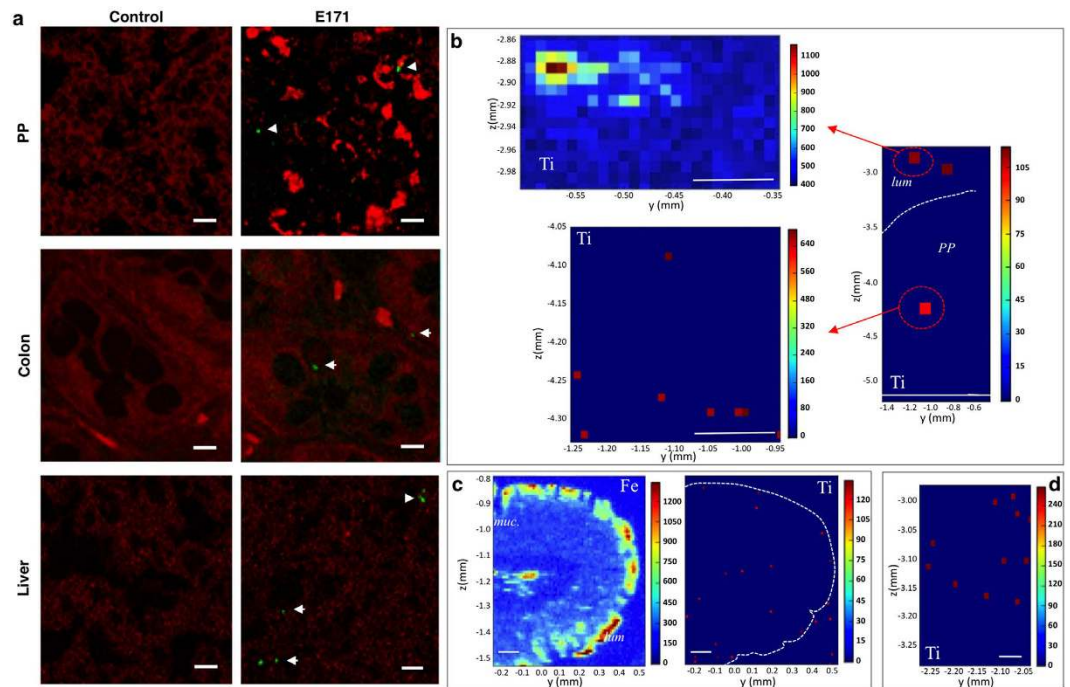 a
Control
E171
PP
Colon
Liver
b
-2.86
-2.88
-2.90
-2.92
-2.94
-2.96
-2.98
z(mm)
Ti
-0.55 -0.50 -0.45 -0.40 -0.35
y (mm)
1100
1000
900
800
700
600
500
400
-4.05
-4.10
-4.15
-4.20
-4.25
-4.30
z(mm)
Ti
-1.25 -1.20 -1.15 -1.10 -1.05 -1.00 -0.95
y (mm)
640
560
480
400
320
240
160
80
0
-3.0
-3.5
-4.0
-4.5
-5.0
z(mm)
lum
PP
Ti
-1.4 -1.2 -1.0 -0.8 -0.6
y (mm)
105
90
75
60
45
30
15
0
c
-0.8
-0.9
-1.0
-1.1
-1.2
-1.3
-1.4
-1.5
z(mm)
Fe
muc.
lum
-0.2 -0.1 0.0 0.1 0.2 0.3 0.4 0.5
y (mm)
1200
1050
900
750
600
450
300
150
0
Ti
-0.2 -0.1 0.0 0.1 0.2 0.3 0.4 0.5
y (mm)
120
105
90
75
60
45
30
15
0
d
-3.00
-3.05
-3.10
-3.15
-3.20
-3.25
z(mm)
Ti
-2.20 -2.15 -2.10 -2.05
y (mm)
270
240
210
180
150
120
90
60
30
0